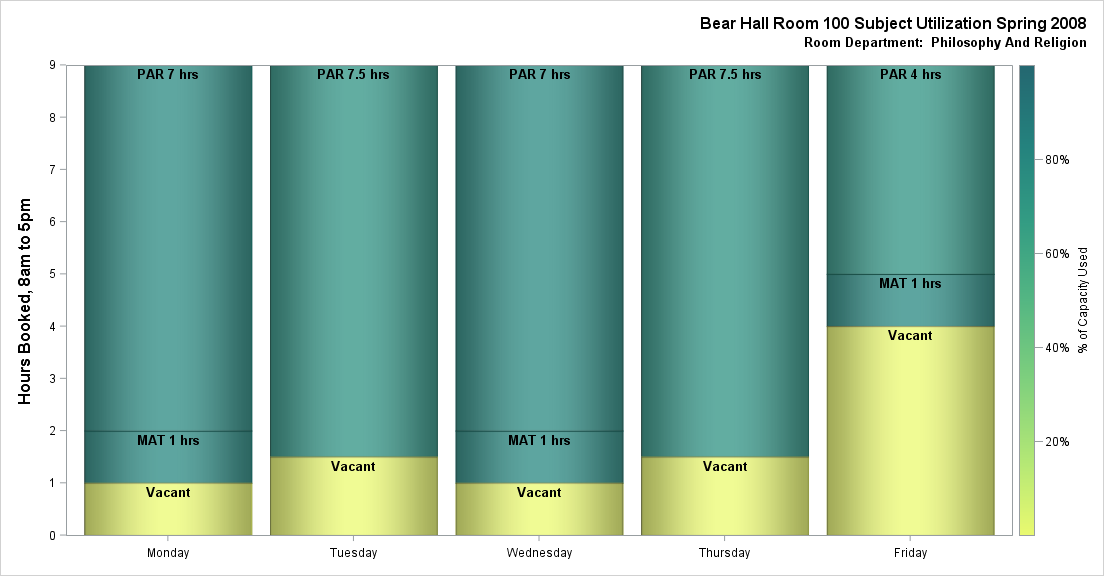 Bear Hall Room 100 Subject Utilization Spring 2008
Room Department: Philosophy And Religion
Hours Booked, 8am to 5pm
9
8
7
6
5
4
3
2
1
0
PAR 7 hrs
MAT 1 hrs
Vacant
PAR 7.5 hrs
Vacant
PAR 7 hrs
MAT 1 hrs
Vacant
PAR 7.5 hrs
Vacant
PAR 4 hrs
MAT 1 hrs
Vacant
Monday
Tuesday
Wednesday
Thursday
Friday
80%
60%
40%
20%
% of Capacity Used